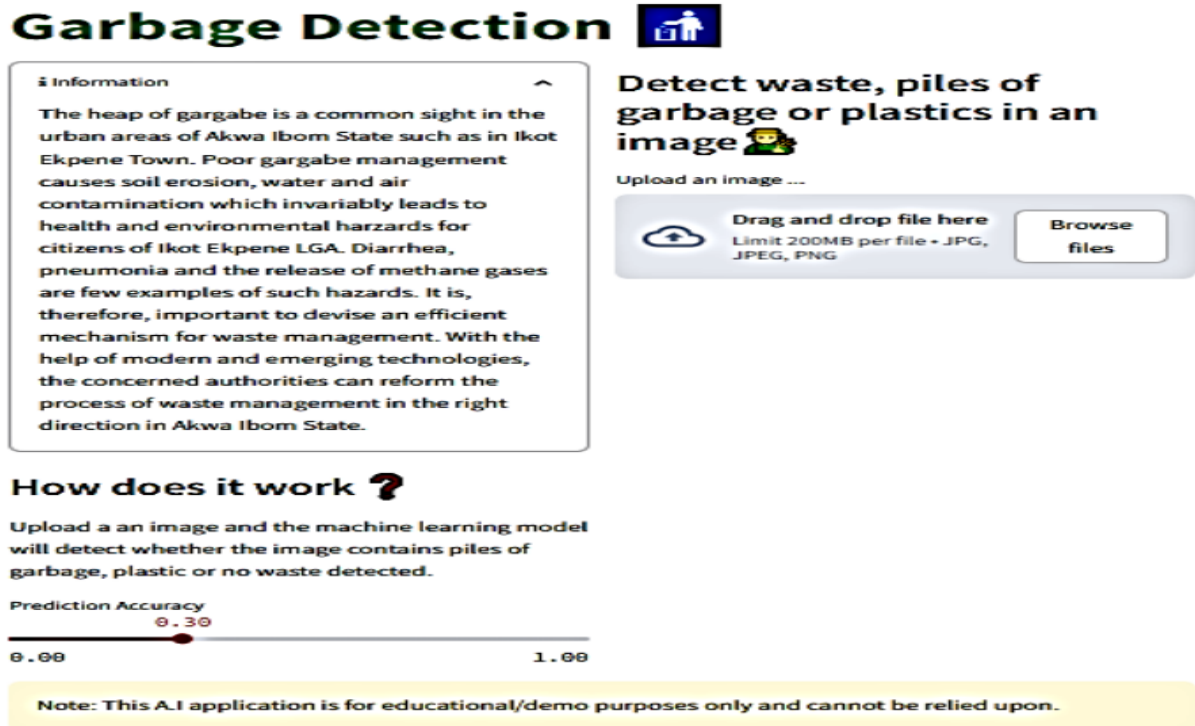 Garbage Detection
Information
The heap of gargabe is a common sight in the
urban areas of Akwa Ibom State such as in Ikot
Ekpene Town. Poor gargabe management
causes soil erosion, water and air
contamination which invariably leads to
health and environmental harzards for
citizens of Ikot Ekpene LGA. Diarrhea,
pneumonia and the release of methane gases
are few examples of such hazards. It is,
therefore, important to devise an efficient
mechanism for waste management. With the
help of modern and emerging technologies,
the concerned authorities can reform the
process of waste management in the right
direction in Akwa Ibom State.
How does it work ?
Upload a an image and the machine learning model
will detect whether the image contains piles of
garbage, plastic or no waste detected.
Prediction Accuracy
0.30
0.00 1.00
Detect waste, piles of
garbage or plastics in an
image
Upload an image ...
Drag and drop file here
Limit 200MB per file • JPG,
JPEG, PNG
Browse
files
Note: This A.I application is for educational/demo purposes only and cannot be relied upon.